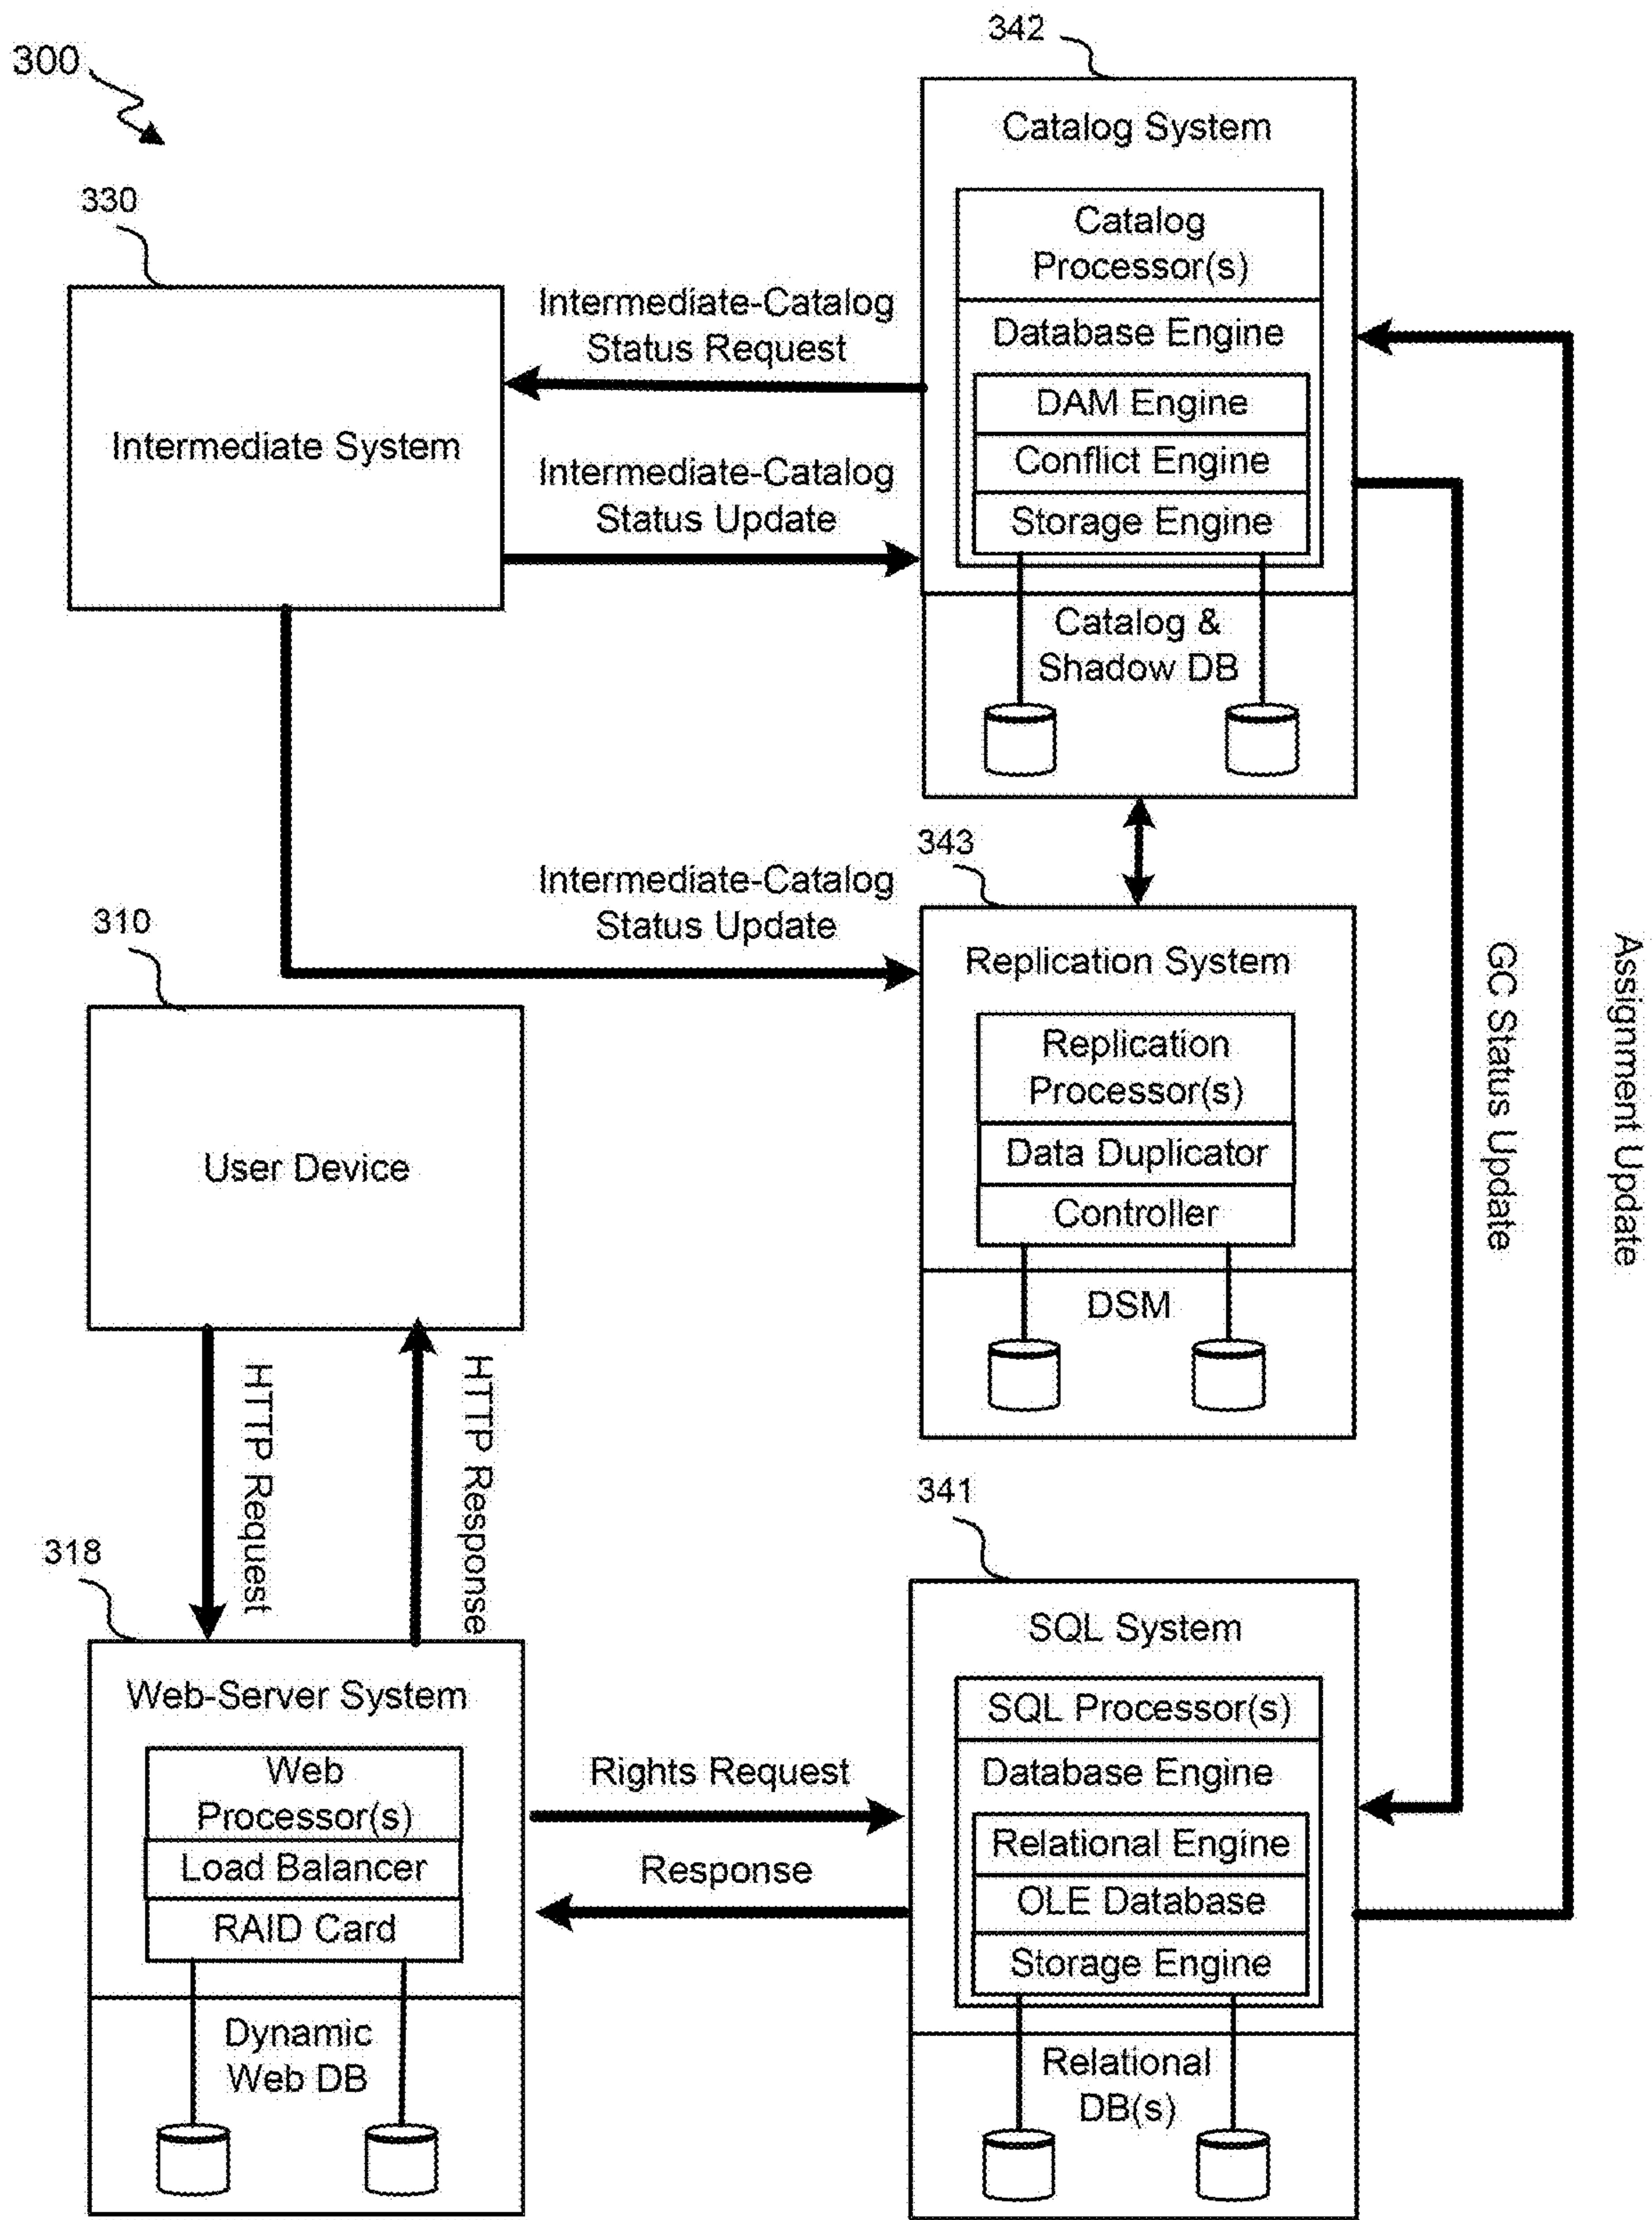 300
342
Catalog System
Catalog
Processor(s)
Database Engine
DAM Engine
Conflict Engine
Storage Engine
Catalog &
Shadow DB
330
Intermediate System
Intermediate-Catalog
Status Request
Intermediate-Catalog
Status Update
Intermediate-Catalog
Status Update
343
Replication System
Replication
Processor(s)
Data Duplicator
Controller
DSM
GC Status Update
Assignment Update
310
User Device
HTTP Request
HTTP Response
318
Web-Server System
Web
Processor(s)
Load Balancer
RAID Card
Dynamic
Web DB
Rights Request
Response
341
SQL System
SQL Processor(s)
Database Engine
Relational Engine
OLE Database
Storage Engine
Relational
DB(s)